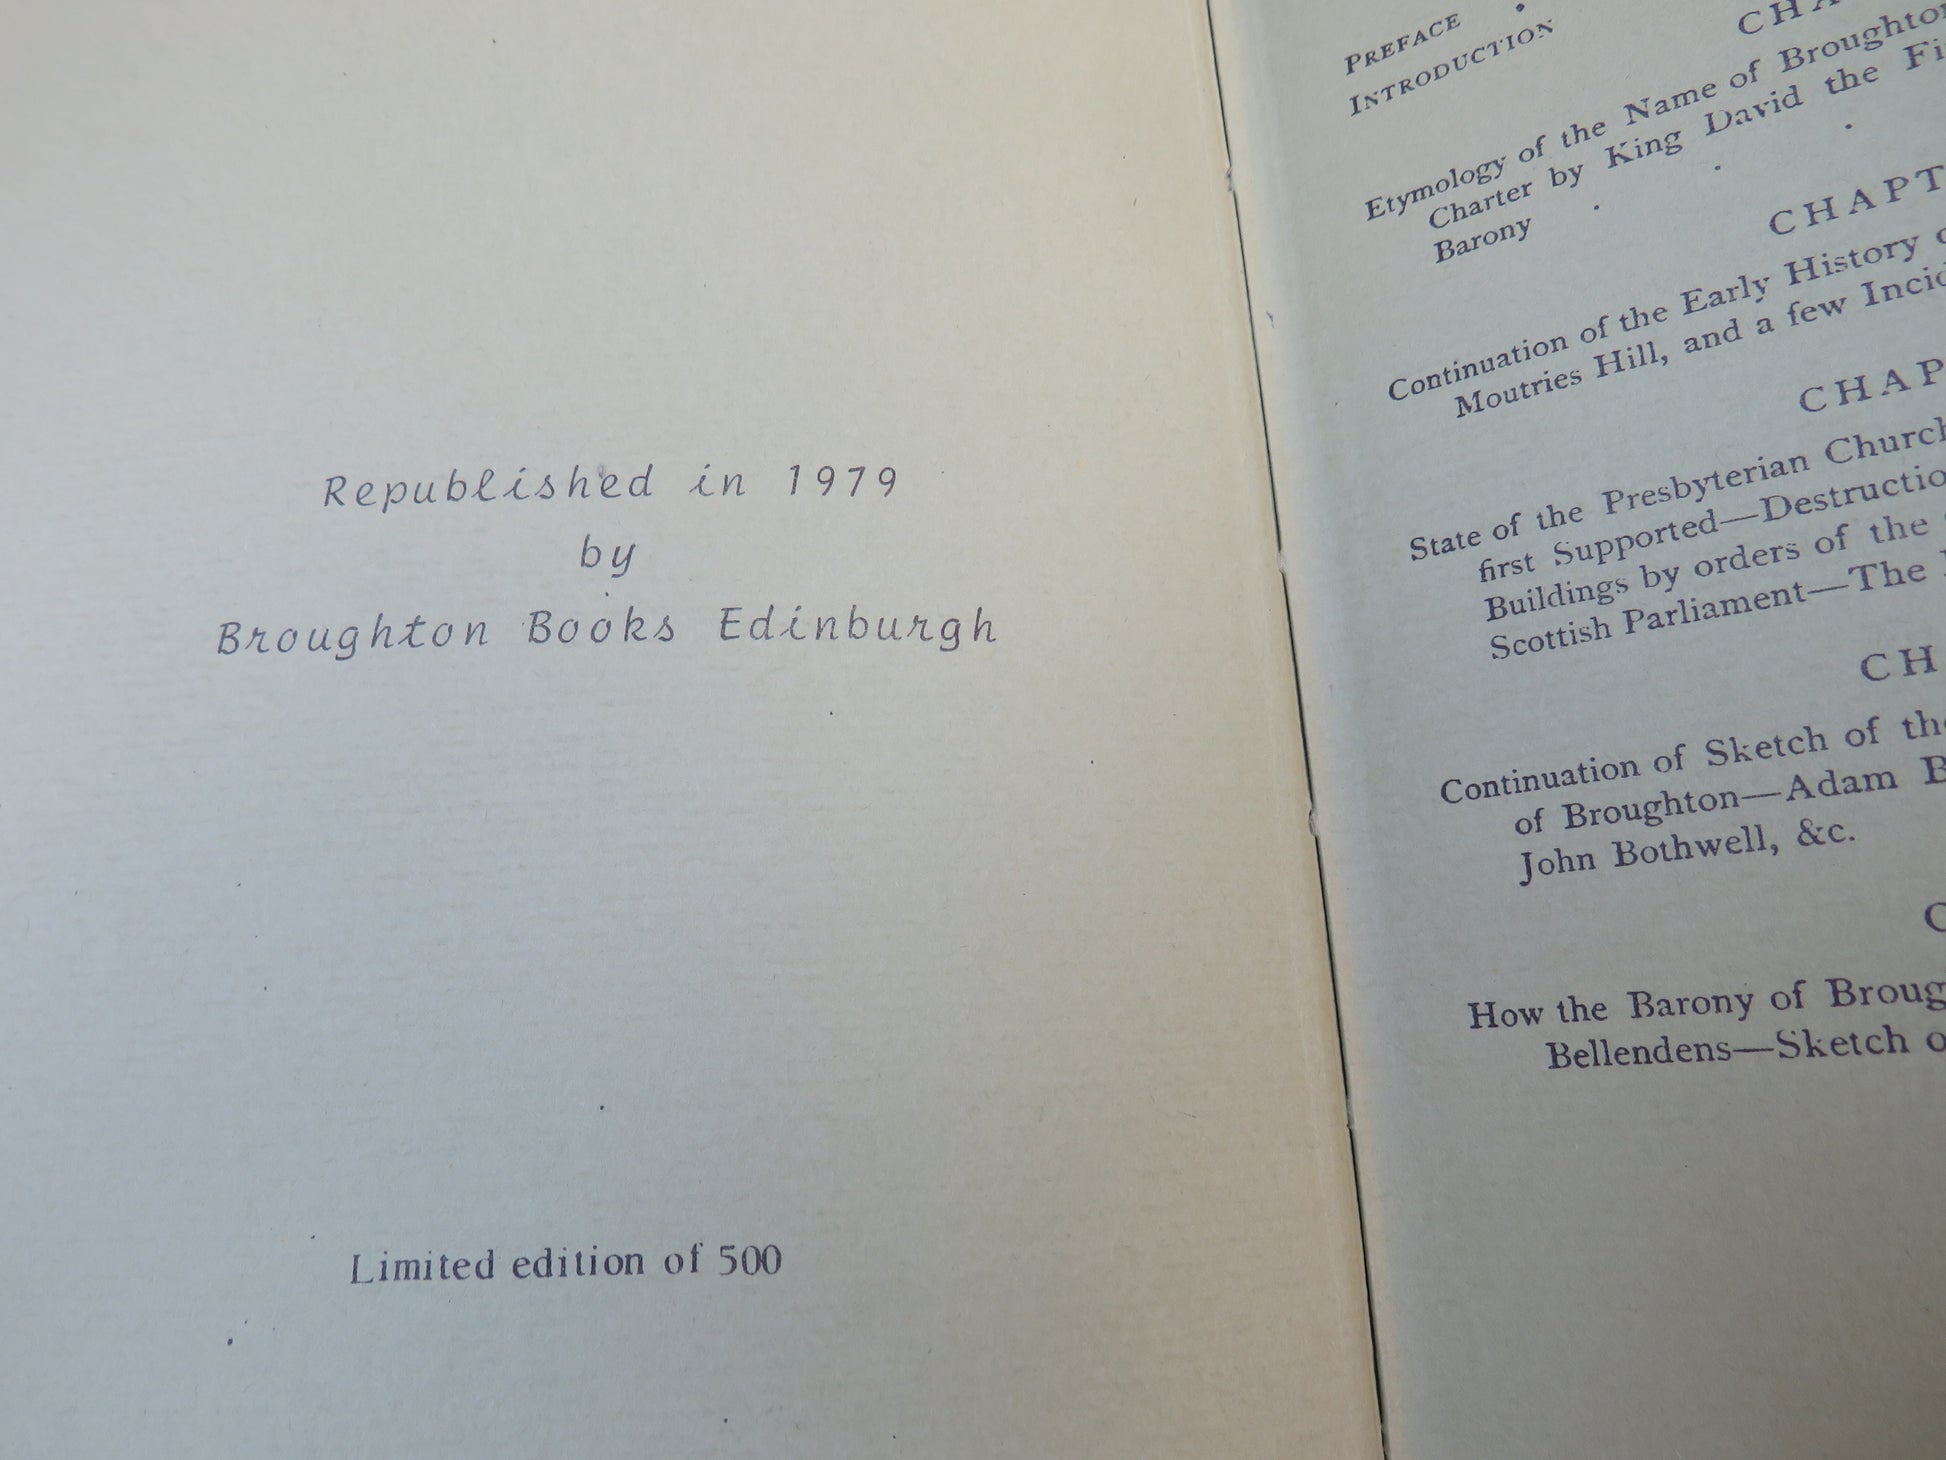 Republished in 1979
by
Broughton Books Edinburgh
Limited edition of 500
PREFACE .
INTRODUCTION
Etymology of the Name of Broughton
Charter by King David the
Barony . . .
Continuation of the Early History
Moutries Hill, and a few
State of the Presbyterian Church
first Supported—Destruction
Buildings by orders of the
Scottish Parliament—The
Continuation of Sketch of
of Broughton—Adam
John Bothwell, &c.
How the Barony of
Bellendens—Sketch